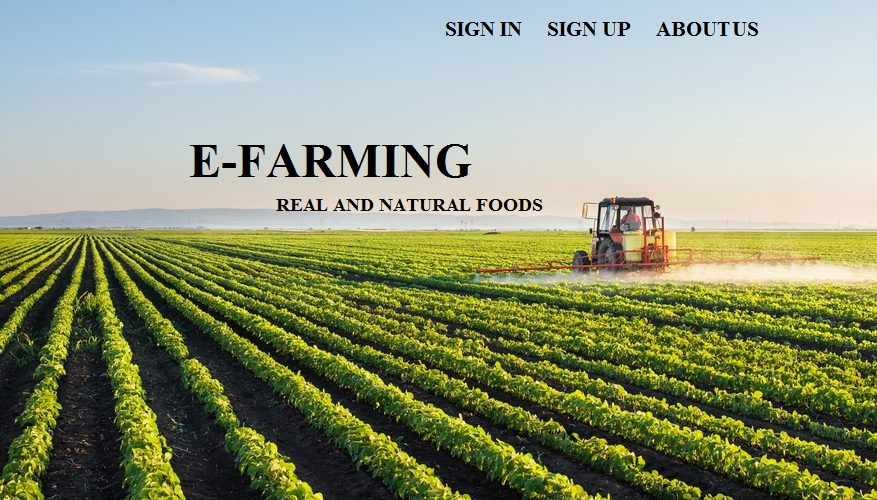 SIGN IN SIGN UP ABOUT US
E-FARMING
REAL AND NATURAL FOODS